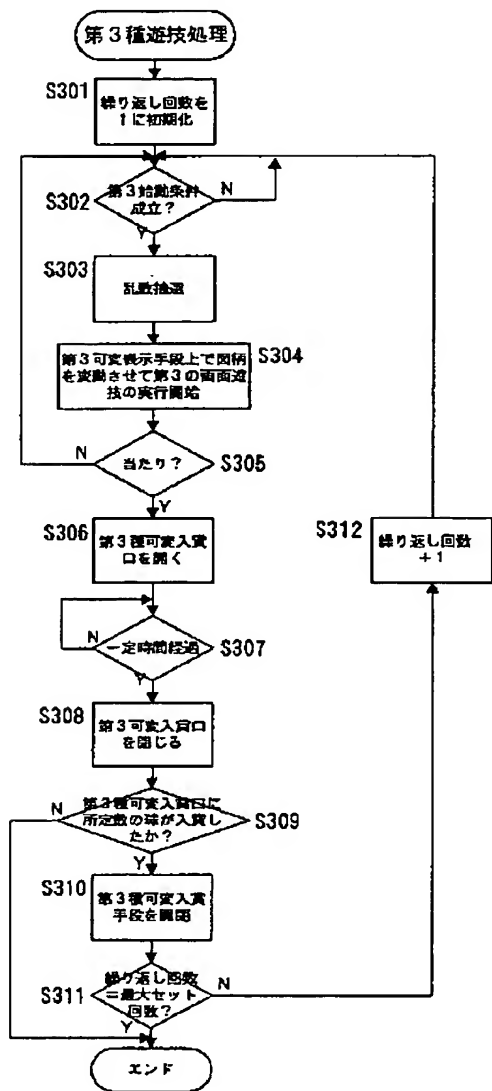 第3種遊技処理
S301
繰り返し回数を
1に初期化
S302
第3始動条件
成立?
N
Y
S303
乱数抽選
S304
第3可変表示手段上で図柄
を変動させて第3の画面遊
技の実行開始
N
当たり?
S305
Y
S306
第3種可変入賞
口を開く
S312
繰り返し回数
+1
N
一定時間経過
S307
Y
S308
第3可変入賞口
を閉じる
N
第3種可変入賞口に
所定数の球が入賞し
たか?
S309
Y
S310
第3種可変入賞
手段を開閉
S311
繰り返し回数
=最大セット
回数?
N
Y
エンド